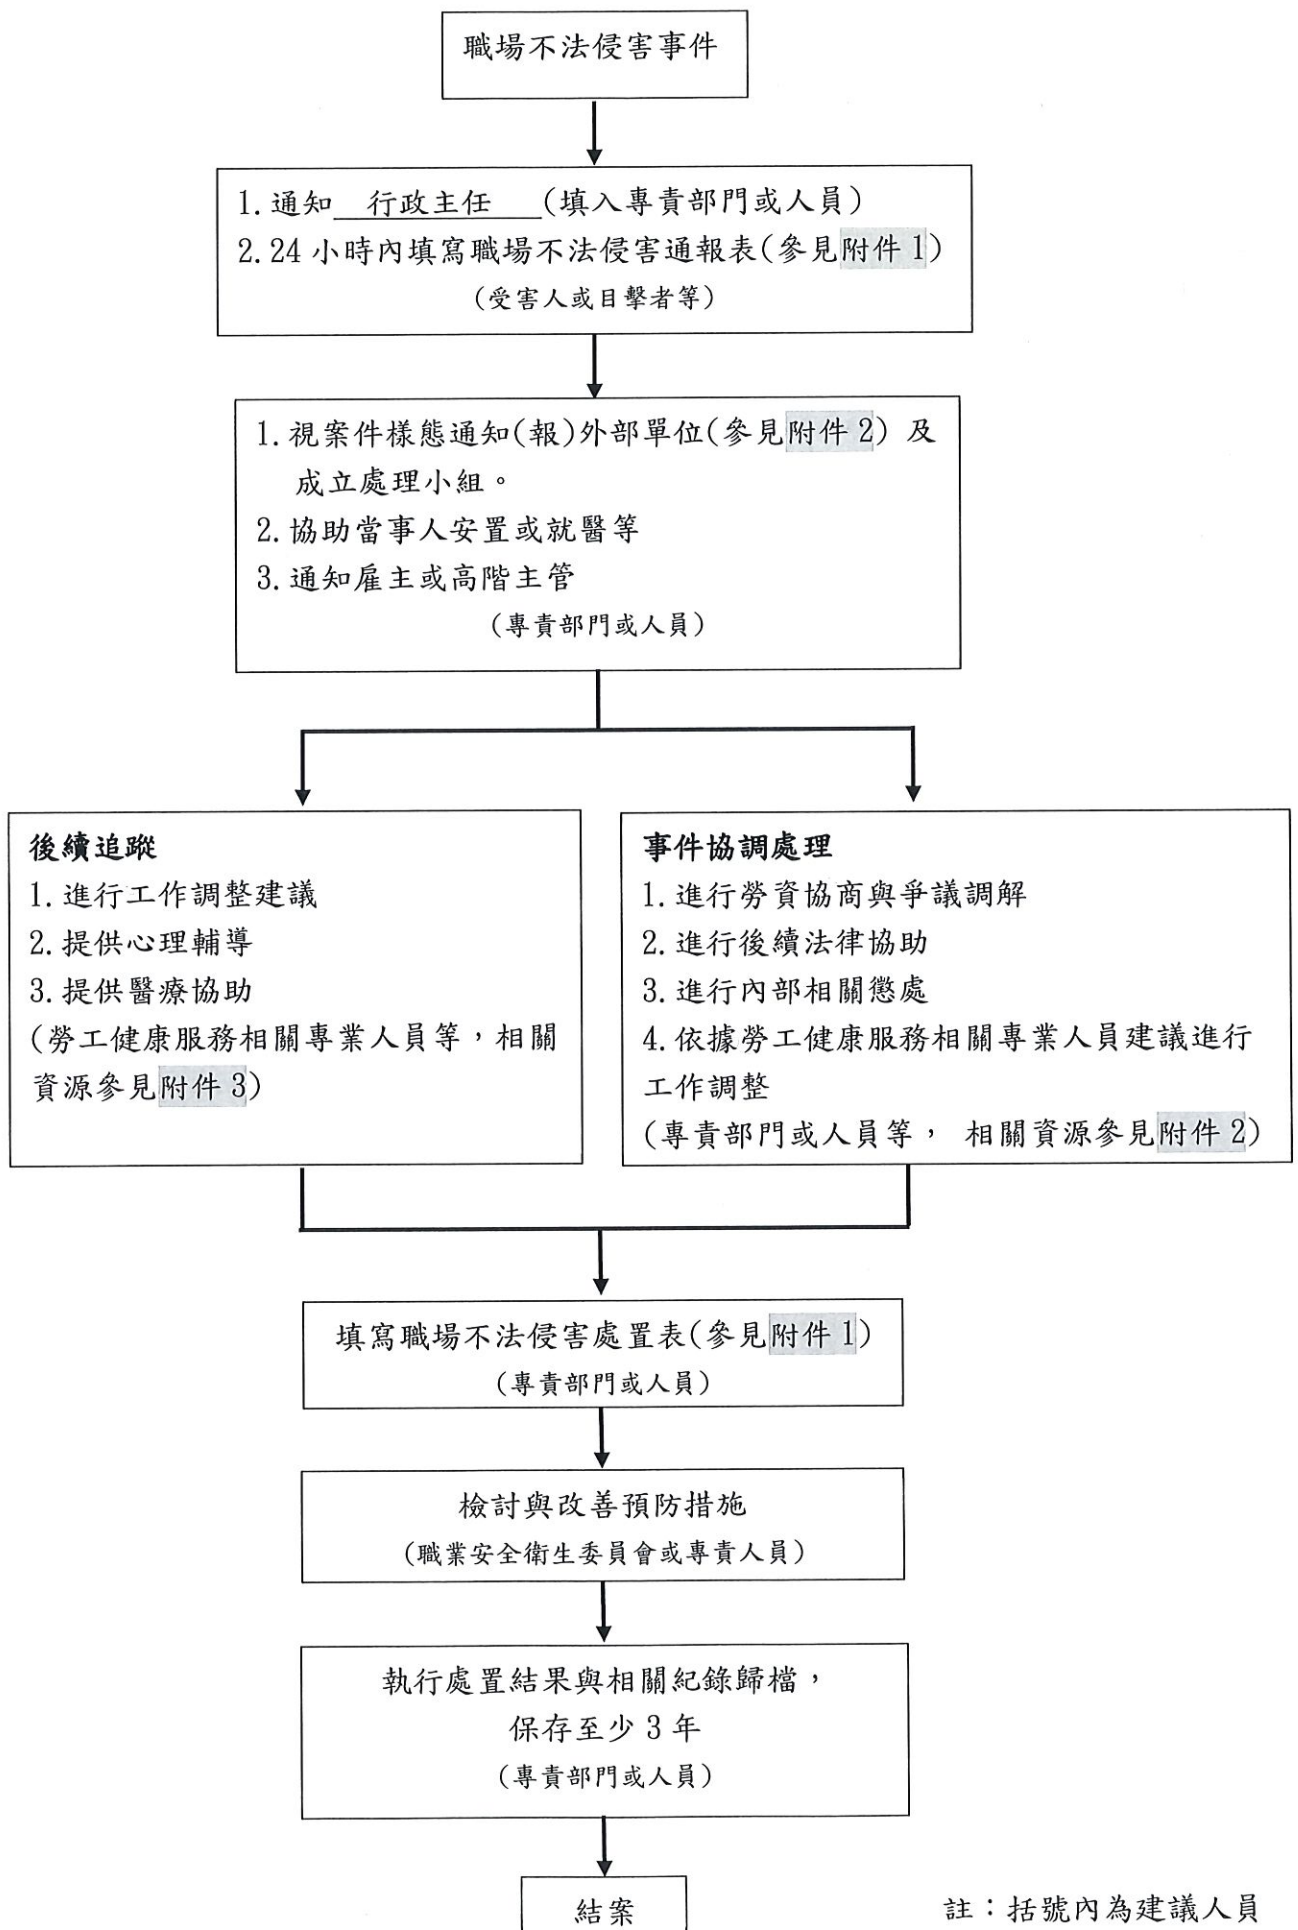 職場不法侵害事件
1.通知 行政主任 (填入專責部門或人員)
2.24小時內填寫職場不法侵害通報表(參見附件1)
(受害人或目擊者等)
1.視案件樣態通知(報)外部單位(參見附件2) 及
成立處理小組。
2.協助當事人安置或就醫等
3.通知雇主或高階主管
(專責部門或人員)
後續追蹤
1.進行工作調整建議
2.提供心理輔導
3.提供醫療協助
(勞工健康服務相關專業人員等，相關
資源參見附件3)
事件協調處理
1.進行勞資協商與爭議調解
2.進行後續法律協助
3.進行內部相關懲處
4.依據勞工健康服務相關專業人員建議進行
工作調整
(專責部門或人員等， 相關資源參見附件2)
填寫職場不法侵害處置表(參見附件1)
(專責部門或人員)
檢討與改善預防措施
(職業安全衛生委員會或專責人員)
執行處置結果與相關紀錄歸檔，
保存至少3年
(專責部門或人員)
結案
註：括號內為建議人員